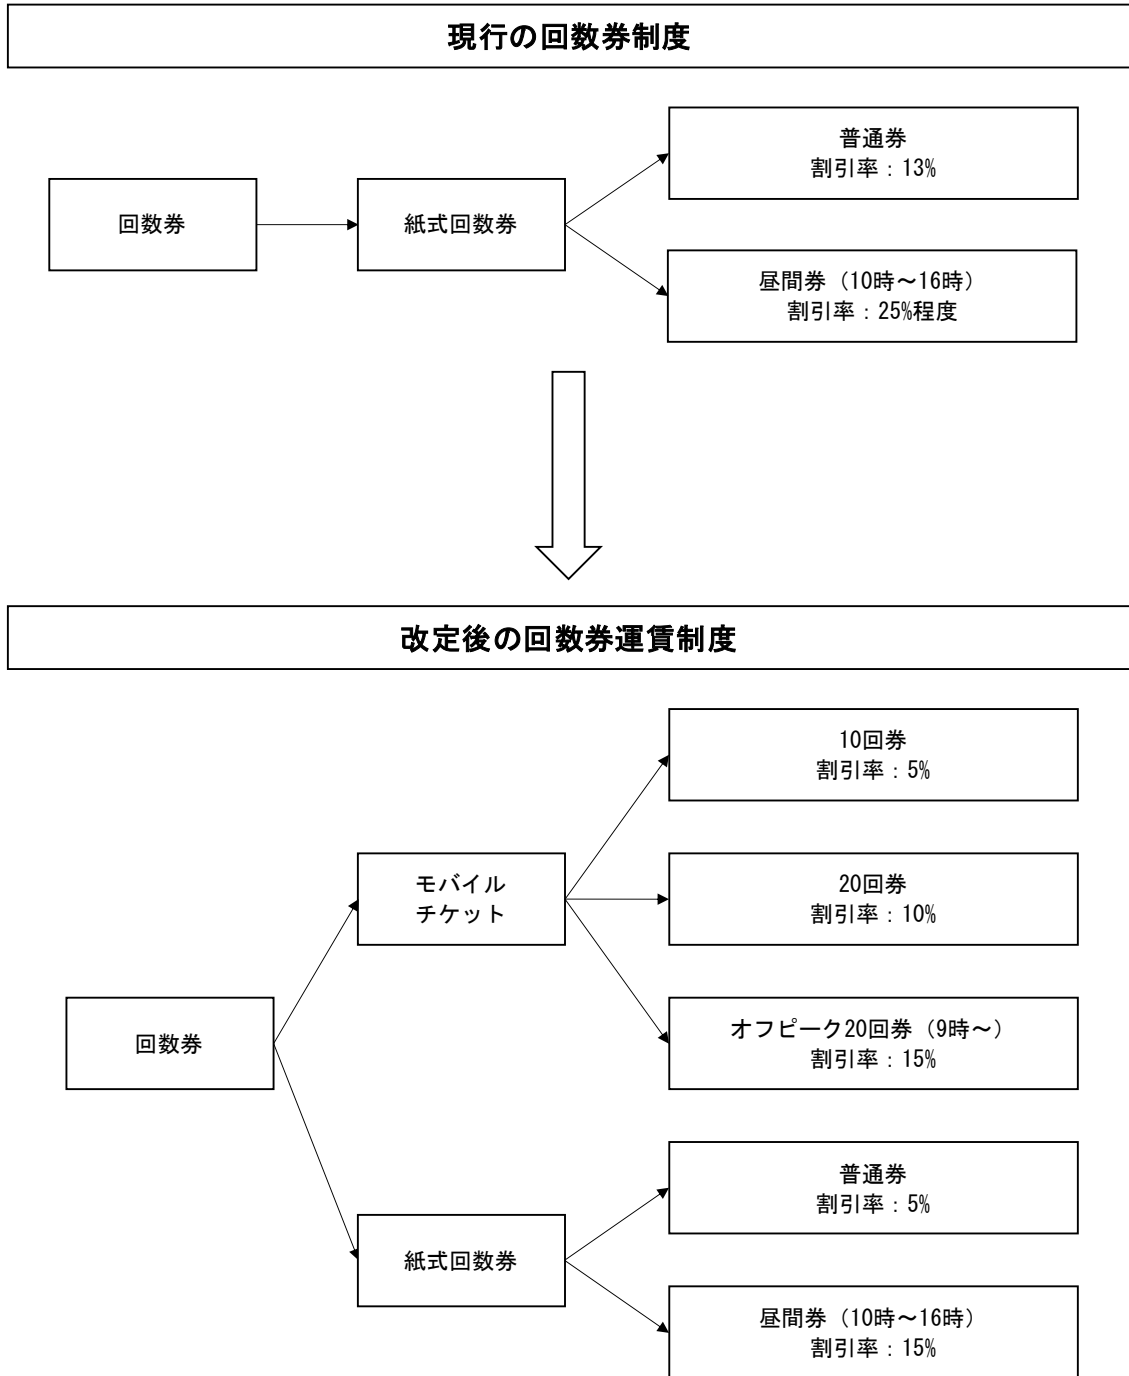 現行の回数券制度
回数券
紙式回数券
普通券
割引率：13%
昼間券（10時～16時）
割引率：25%程度
改定後の回数券運賃制度
回数券
モバイル
チケット
10回券
割引率：5%
20回券
割引率：10%
オフピーク20回券（9時～）
割引率：15%
紙式回数券
普通券
割引率：5%
昼間券（10時～16時）
割引率：15%